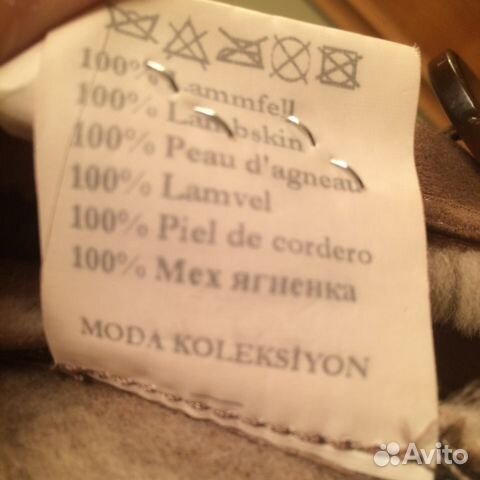 100% Lammfell
100% Lambskin
100% Peau d'agneau
100% Lamvel
100% Piel de cordero
100% Мех ягненка
MODA KOLEKSİYON
Avito